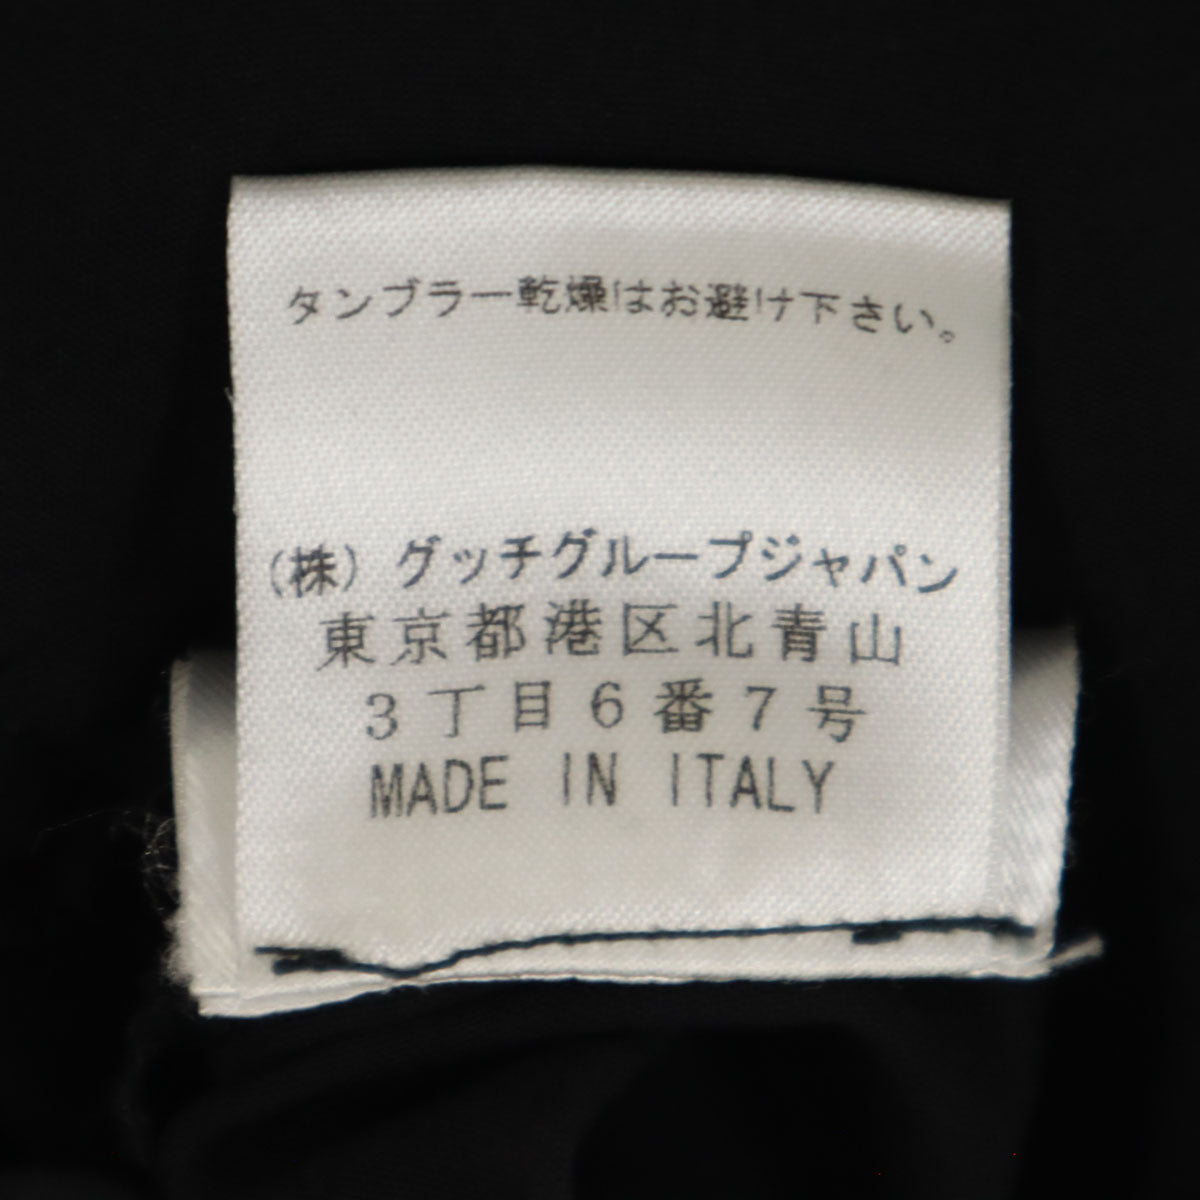 タンブラー乾燥はお避け下さい。
(株) グッチグループジャパン
東京都港区北青山
3丁目6番7号
MADE IN ITALY